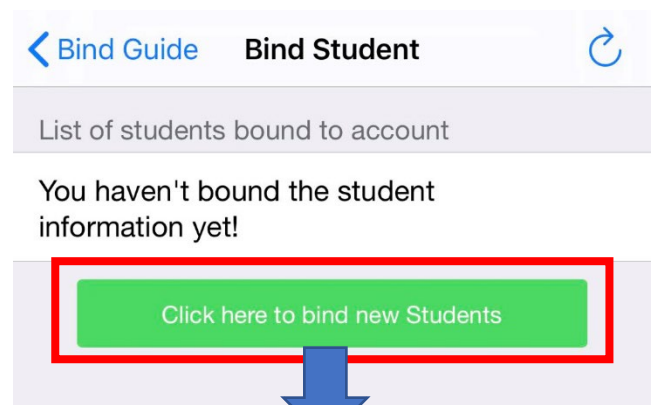 Bind Guide Bind Student
List of students bound to account
You haven't bound the student
information yet!
Click here to bind new Students